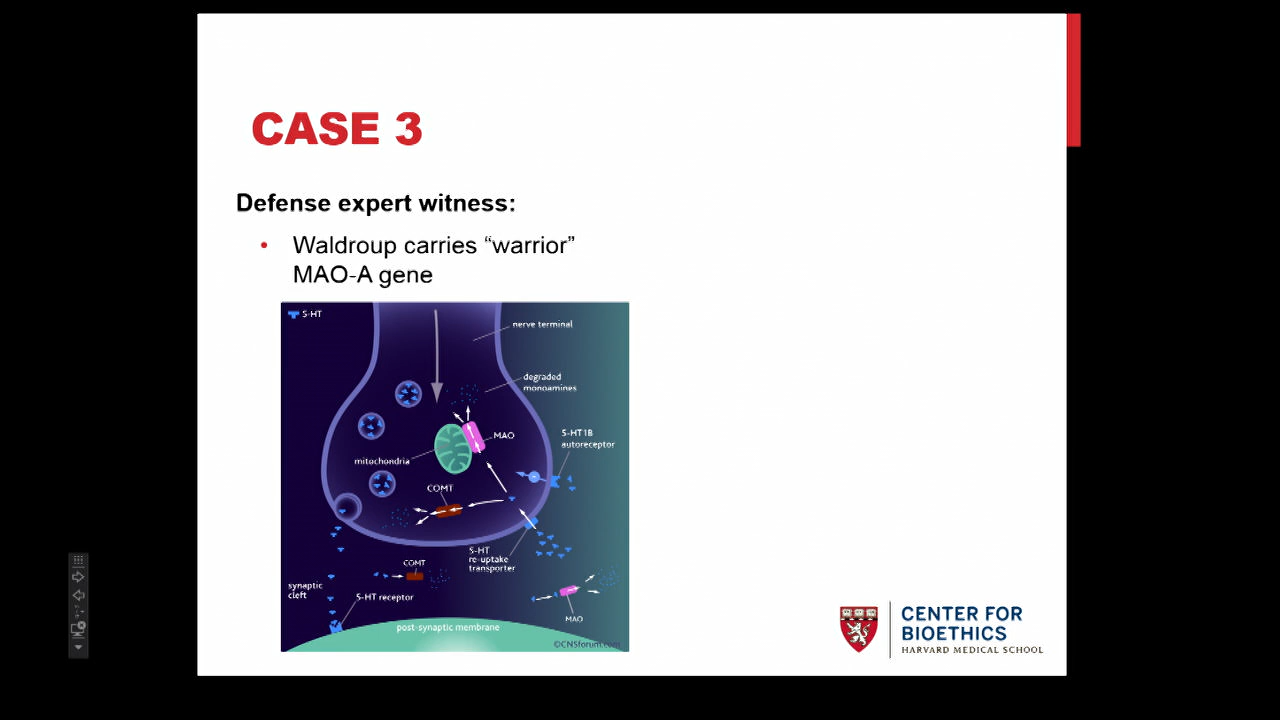 CASE 3
Defense expert witness:
• Waldroup carries “warrior”
MAO-A gene
5-HT
nerve terminal
degraded
monoamines
MAO
5-HT1B
autoreceptor
mitochondria
COMT
5-HT
re-uptake
transporter
COMT
synaptic
cleft
5-HT receptor
MAO
post-synaptic membrane
©CNSforum.com
CENTER FOR
BIOETHICS
HARVARD MEDICAL SCHOOL